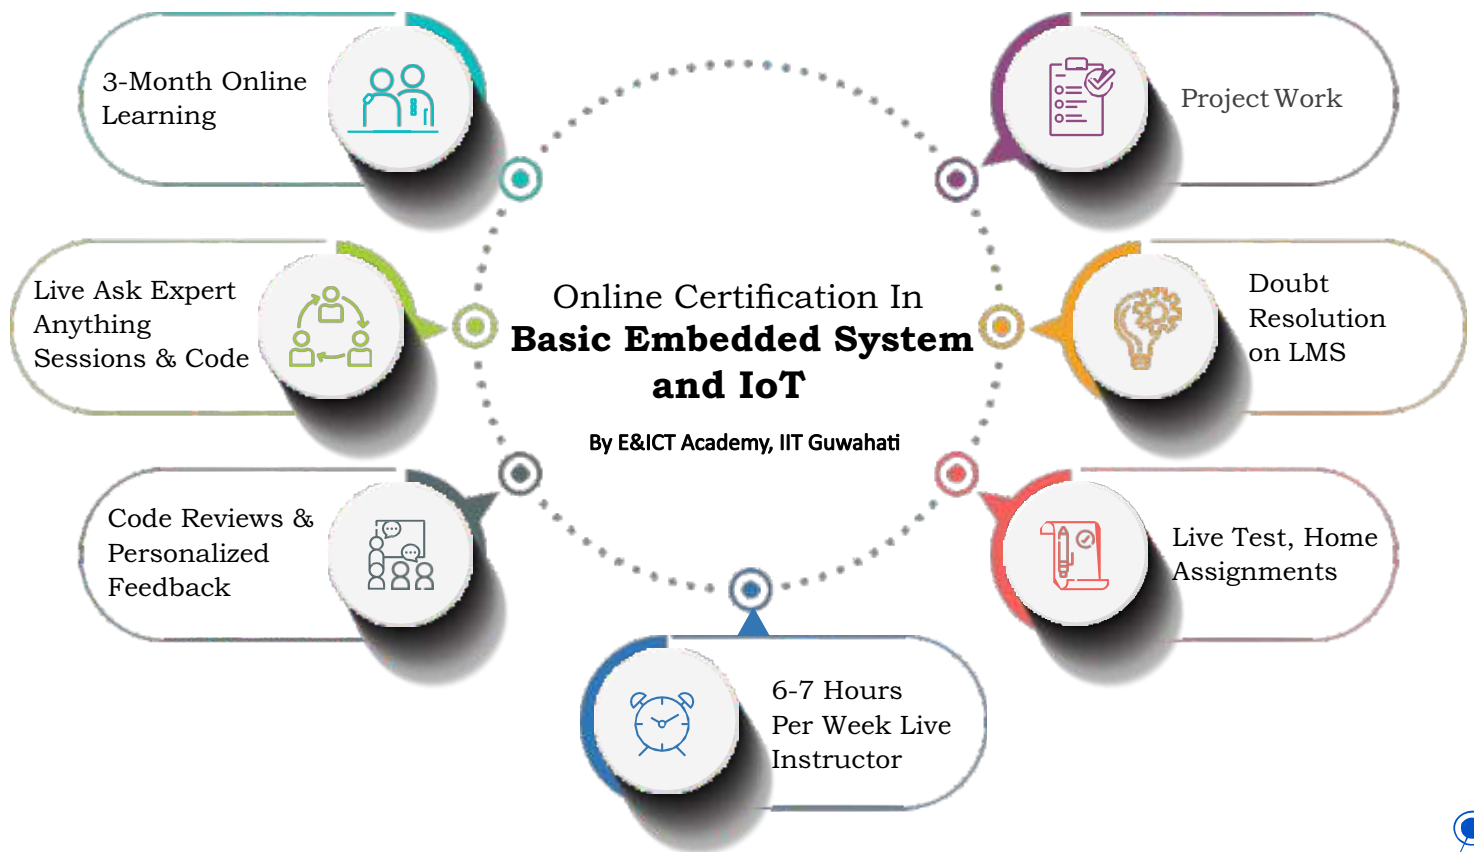 3-Month Online
Learning
Project Work
Live Ask Expert
Anything
Sessions & Code
Online Certification In
Basic Embedded System
and IoT
By E&ICT Academy, IIT Guwahati
Doubt
Resolution
on LMS
Code Reviews &
Personalized
Feedback
Live Test, Home
Assignments
6-7 Hours
Per Week Live
Instructor